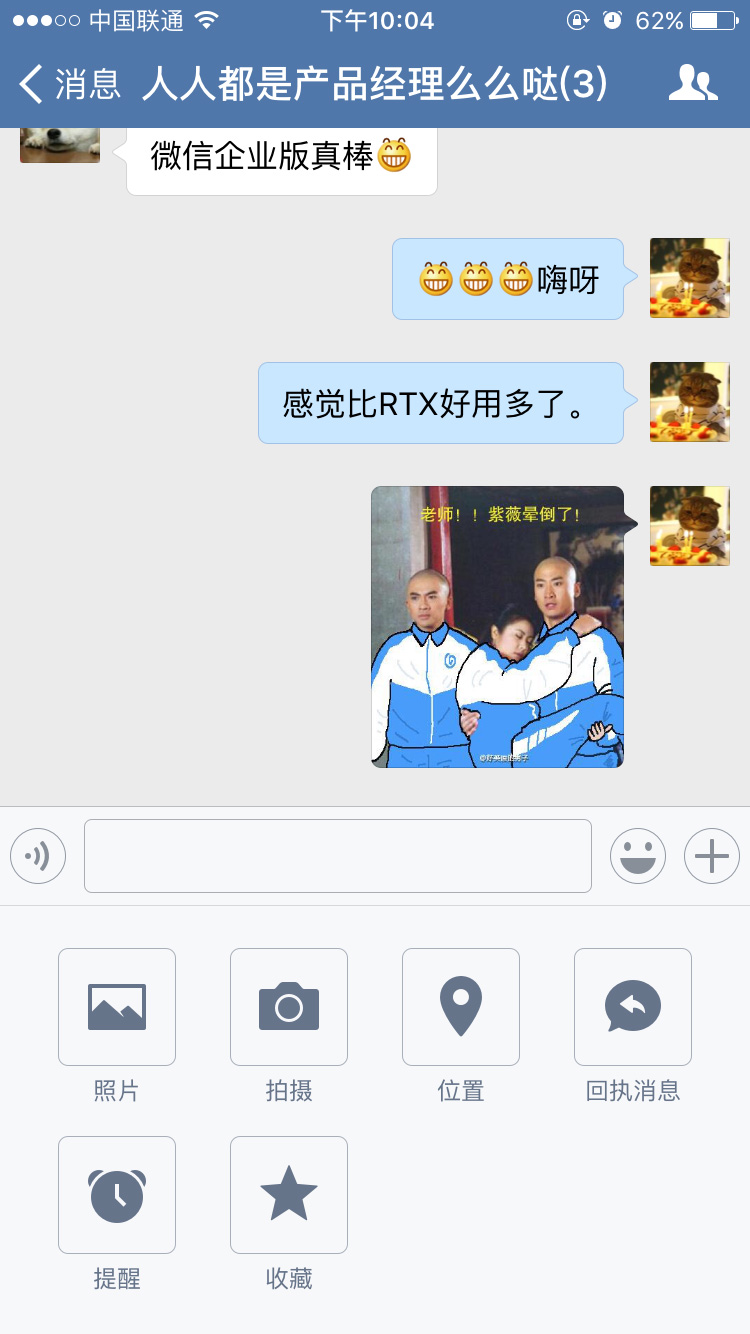 中国联通 下午10:04 62%
消息 人人都是产品经理么么哒(3)
微信企业版真棒😁
😁😁😁嗨呀
感觉比RTX好用多了。
老师！！紫薇晕倒了！
照片 拍摄 位置 回执消息
提醒 收藏